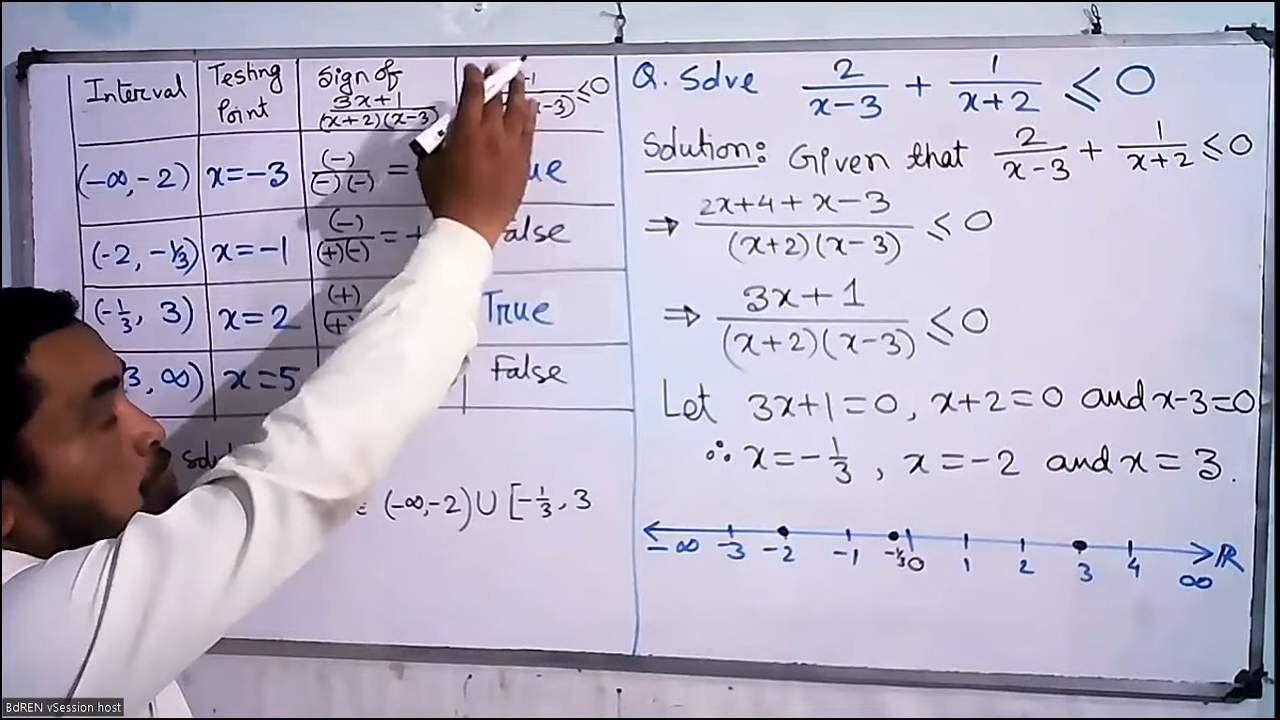 Interval
Testing Point
Sign of
3x+1
(x+2)(x-3)
≤0
(-∞,-2)
x=-3
(-)
(-)(-)
=
(-2, -1/3)
x=-1
(-)
(+)(-)
=
False
(-1/3, 3)
x=2
(+)
True
3, ∞)
x=5
False
(-∞,-2)∪[-1/3, 3
Q. Solve 2/(x-3) + 1/(x+2) ≤ 0
Solution: Given that 2/(x-3) + 1/(x+2) ≤ 0
⇒ (2x+4+x-3)/((x+2)(x-3)) ≤ 0
⇒ (3x+1)/((x+2)(x-3)) ≤ 0
Let 3x+1=0, x+2=0 and x-3=0
∴ x=-1/3, x=-2 and x=3.
-∞ -3 -2 -1 -1/3 0 1 2 3 4 ∞ ℝ
BdREN vSession host